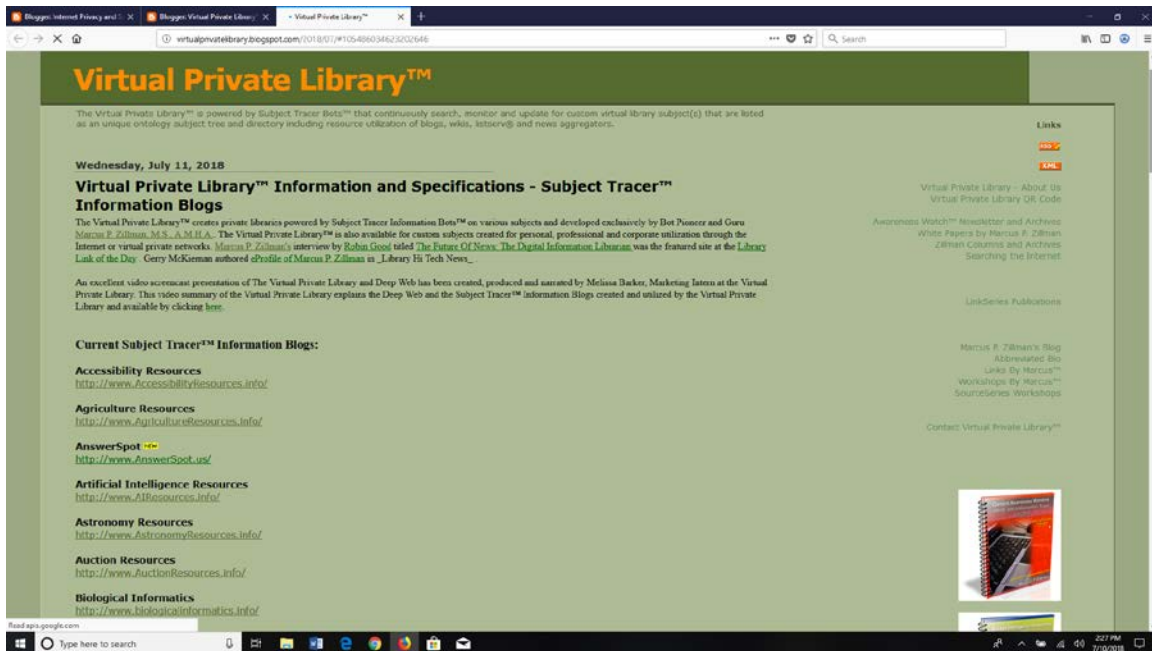 Blogger: Internet Privacy and S
Blogger: Virtual Private Library
Virtual Private Library™
virtualprivatelibrary.blogspot.com/2018/07/#105486034623202646
Search
Virtual Private Library™
The Virtual Private Library™ is powered by Subject Tracer Bots™ that continuously search, monitor and update for custom virtual library subject(s) that are listed
as an unique ontology subject tree and directory including resource utilization of blogs, wikis, listserv® and news aggregators.
Wednesday, July 11, 2018
Virtual Private Library™ Information and Specifications - Subject Tracer™
Information Blogs
The Virtual Private Library™ creates private libraries powered by Subject Tracer Information Bots™ on various subjects and developed exclusively by Bot Pioneer and Guru
Marcus P. Zillman, M.S., A.M.H.A.. The Virtual Private Library™ is also available for custom subjects created for personal, professional and corporate utilization through the
Internet or virtual private networks. Marcus P. Zillman's interview by Robin Good titled The Future Of News: The Digital Information Librarian was the featured site at the Library
Link of the Day. Gerry McKiernan authored eProfile of Marcus P. Zillman in _Library Hi Tech News_.
An excellent video screencast presentation of The Virtual Private Library and Deep Web has been created, produced and narrated by Melissa Barker, Marketing Intern at the Virtual
Private Library. This video summary of the Virtual Private Library explains the Deep Web and the Subject Tracer™ Information Blogs created and utilized by the Virtual Private
Library and available by clicking here.
Current Subject Tracer™ Information Blogs:
Accessibility Resources
http://www.AccessibilityResources.info/
Agriculture Resources
http://www.AgricultureResources.info/
AnswerSpot NEW
http://www.AnswerSpot.us/
Artificial Intelligence Resources
http://www.AIResources.info/
Astronomy Resources
http://www.AstronomyResources.info/
Auction Resources
http://www.AuctionResources.info/
Biological Informatics
http://www.biologicalinformatics.info/
Links
RSS
XML
Virtual Private Library - About Us
Virtual Private Library QR Code
Awareness Watch™ Newsletter and Archives
White Papers by Marcus P. Zillman
Zillman Columns and Archives
Searching the Internet
LinkSeries Publications
Marcus P. Zillman's Blog
Abbreviated Bio
Links By Marcus™
Workshops By Marcus™
SourceSeries Workshops
Contact Virtual Private Library™
Read apis.google.com
Type here to search
2:27 PM
7/10/2018